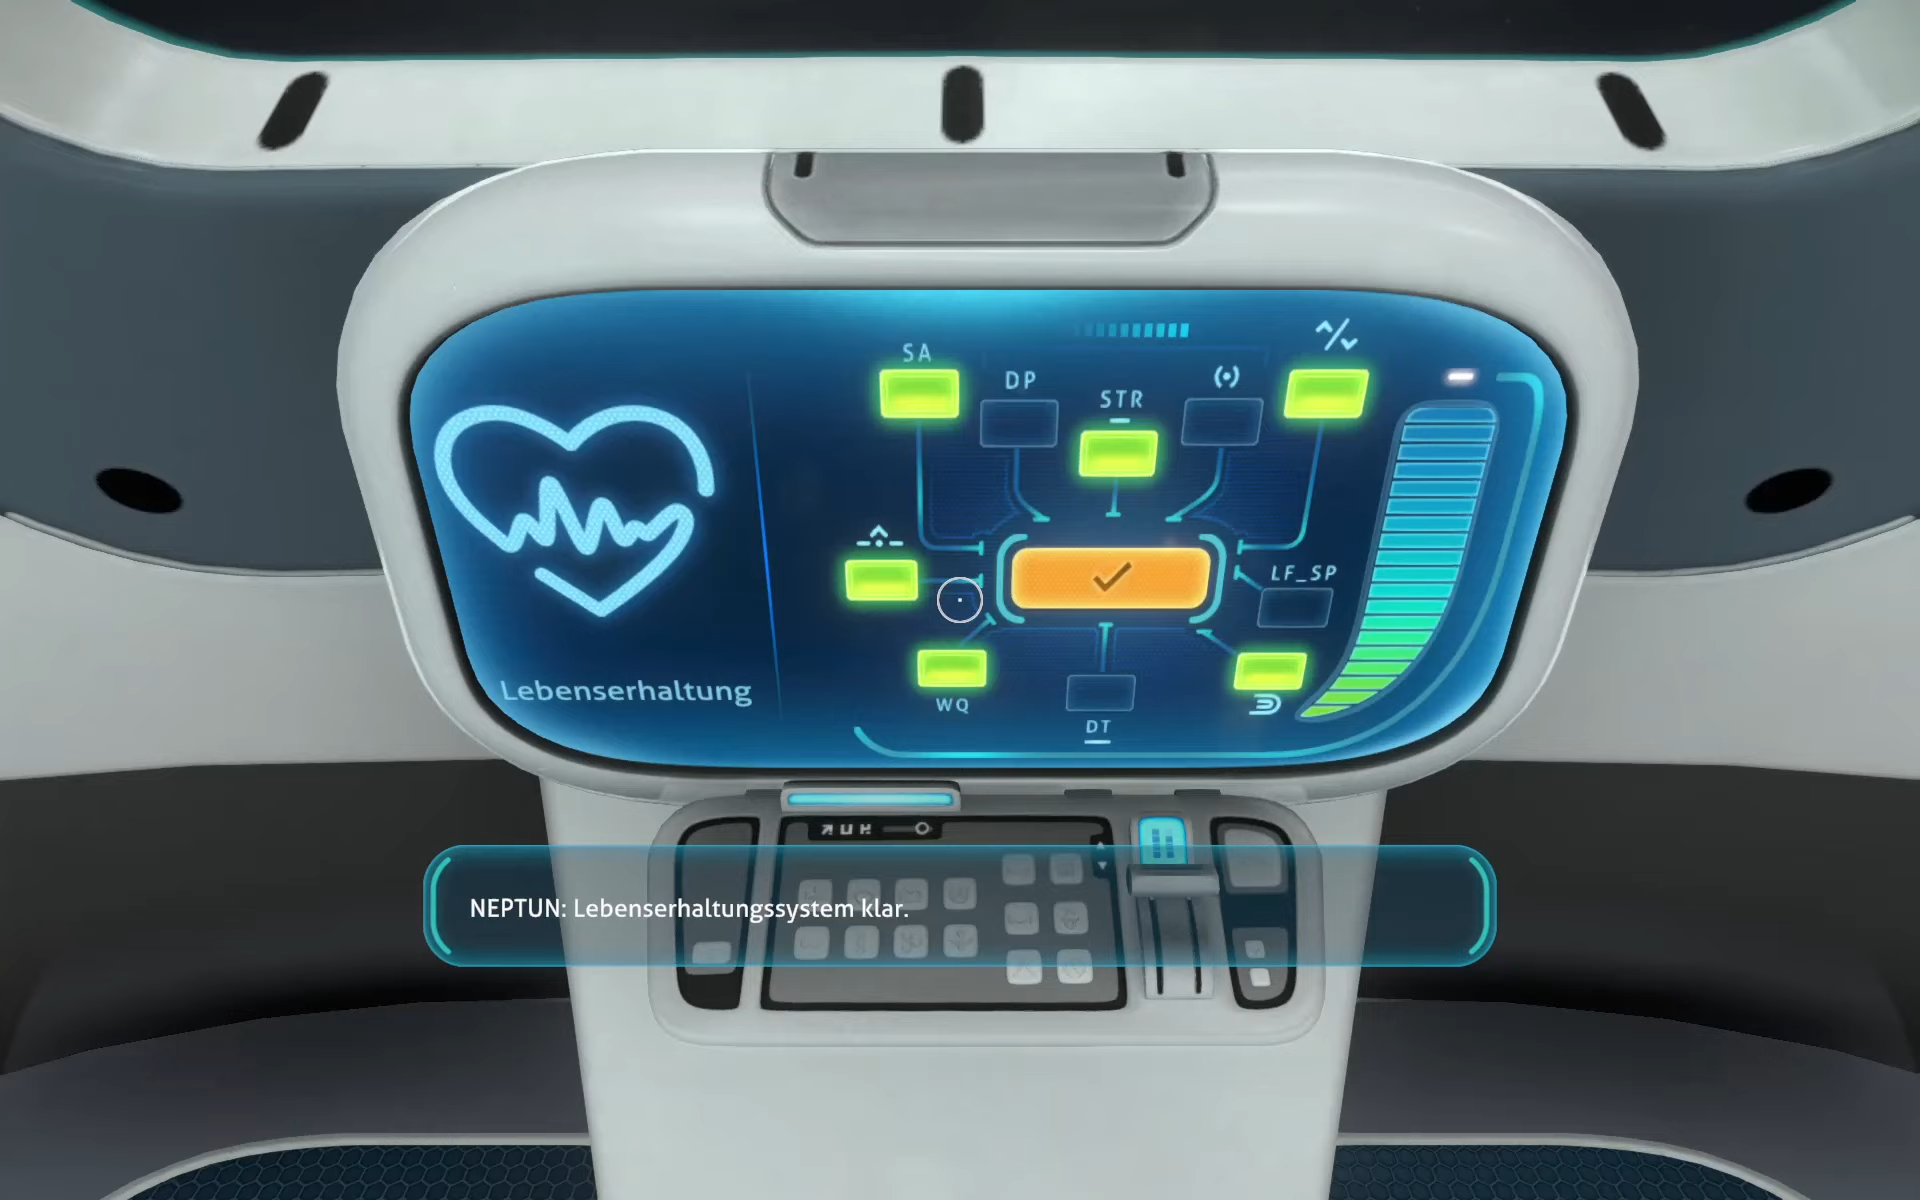 SA
DP
STR
LF_SP
Lebenserhaltung
WQ
DT
NEPTUN: Lebenserhaltungssystem klar.